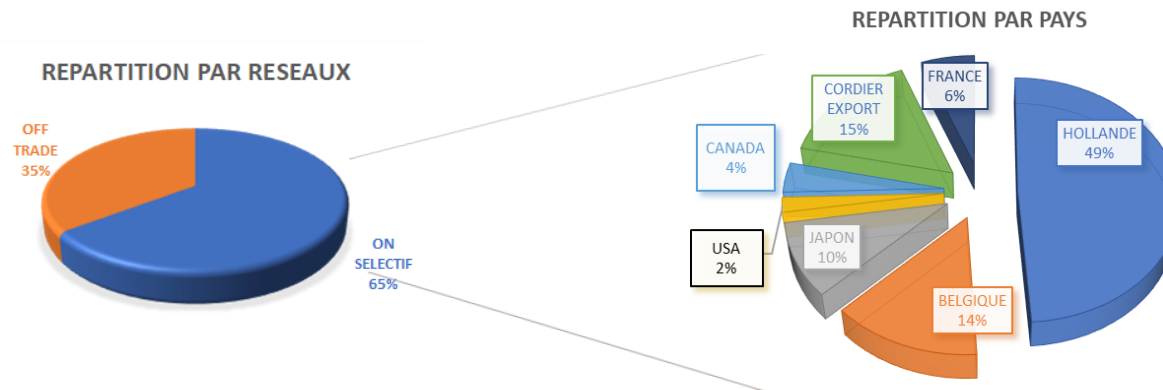 REPARTITION PAR RESEAUX
OFF
TRADE
35%
ON
SELECTIF
65%
REPARTITION PAR PAYS
FRANCE
6%
CORDIER
EXPORT
15%
HOLLANDE
49%
CANADA
4%
USA
2%
JAPON
10%
BELGIQUE
14%